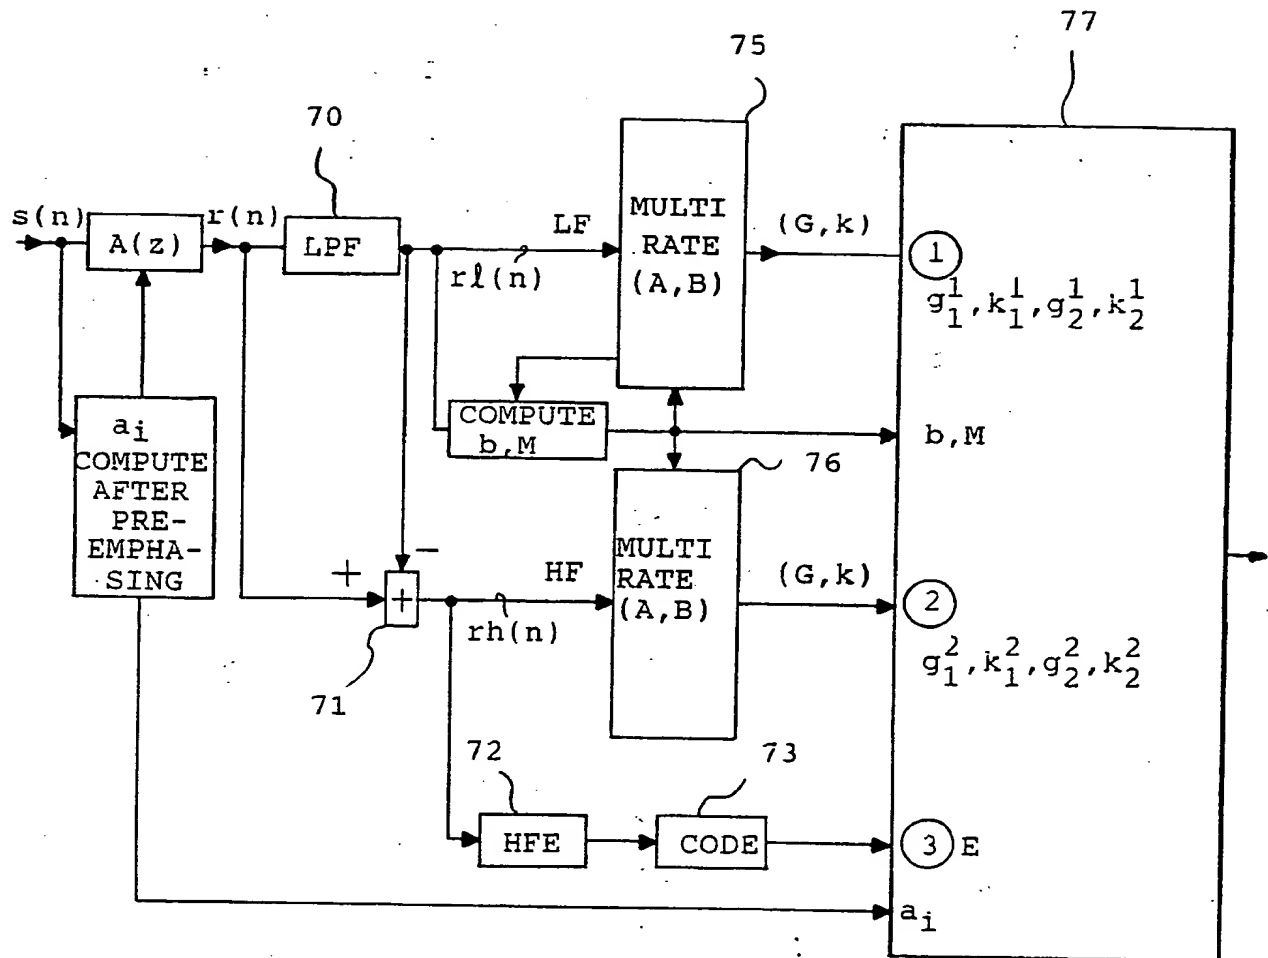 75
77
70
s(n)
A(z)
r(n)
LPF
LF
rℓ(n)
MULTI
RATE
(A,B)
(G,k)
1
g₁¹,k₁¹,g₂¹,k₂¹
COMPUTE
b,M
b,M
76
aᵢ
COMPUTE
AFTER
PRE-
EMPHA-
SING
+
−
+
71
HF
rh(n)
MULTI
RATE
(A,B)
(G,k)
2
g₁²,k₁²,g₂²,k₂²
72
73
HFE
CODE
3 E
aᵢ